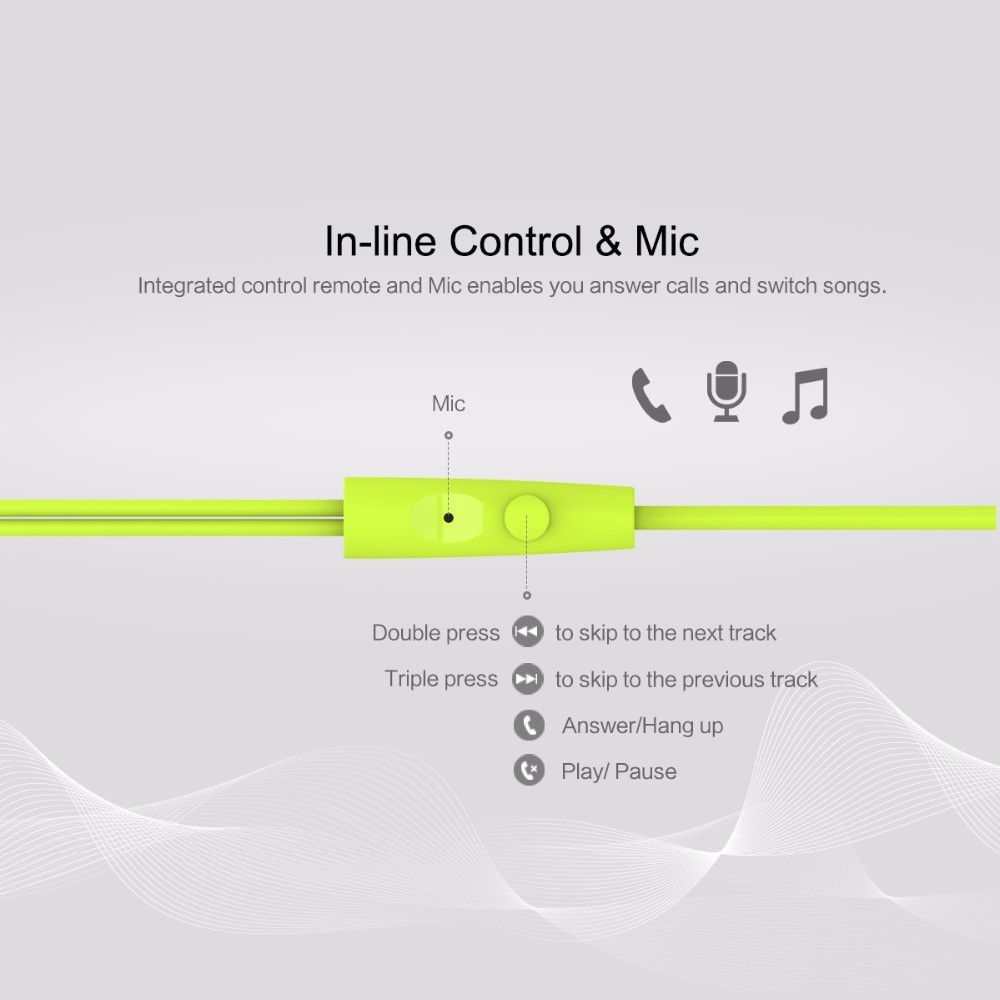 In-line Control & Mic
Integrated control remote and Mic enables you answer calls and switch songs.
Mic
Double press to skip to the next track
Triple press to skip to the previous track
Answer/Hang up
Play/ Pause